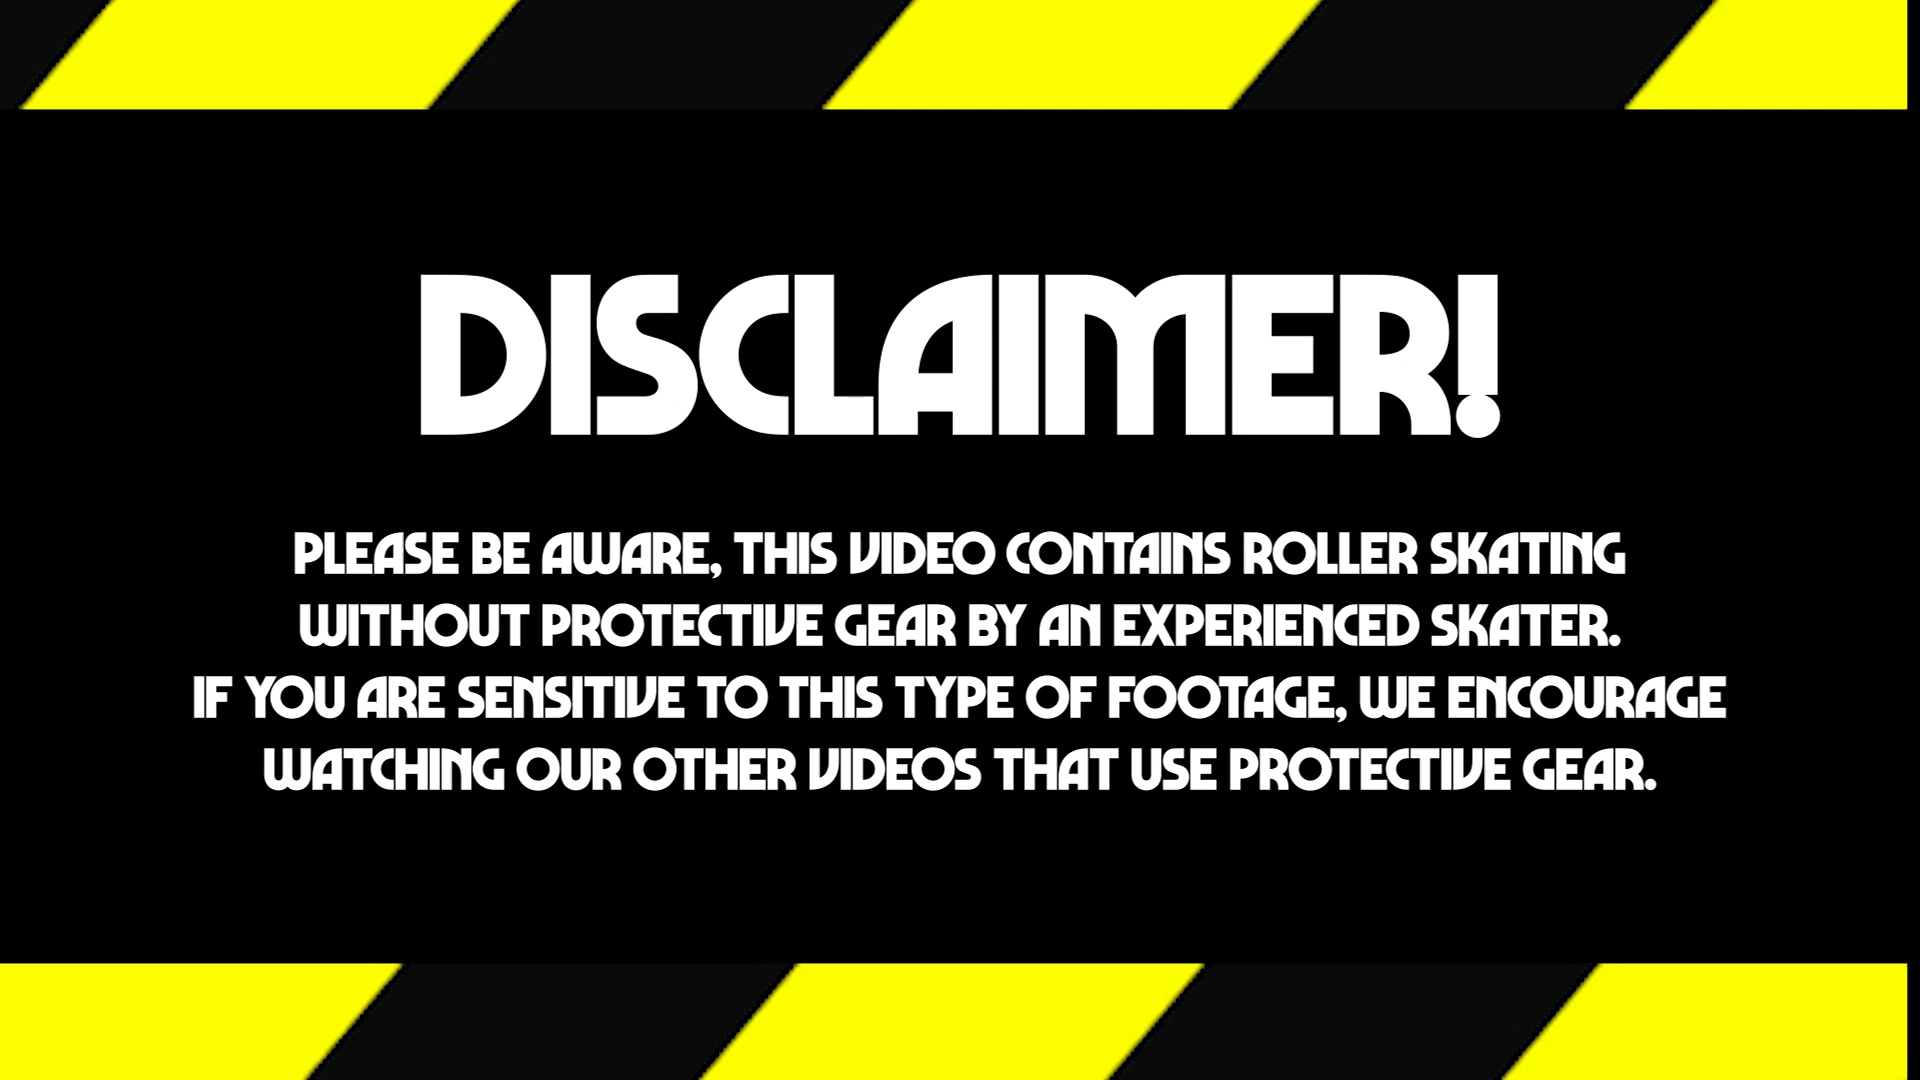 DISCLAIMER!
PLEASE BE AWARE, THIS VIDEO CONTAINS ROLLER SKATING
WITHOUT PROTECTIVE GEAR BY AN EXPERIENCED SKATER.
IF YOU ARE SENSITIVE TO THIS TYPE OF FOOTAGE, WE ENCOURAGE
WATCHING OUR OTHER VIDEOS THAT USE PROTECTIVE GEAR.